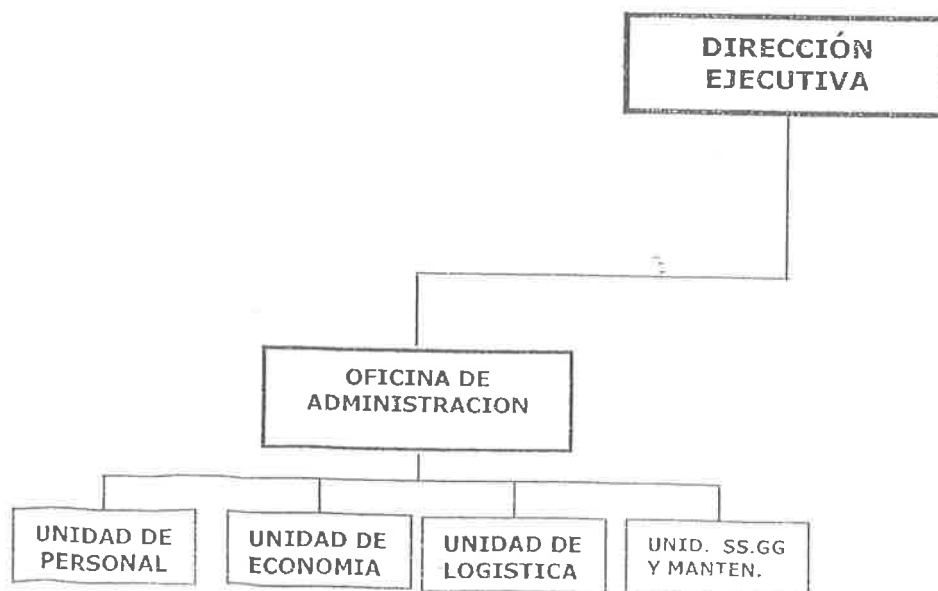 DIRECCIÓN
EJECUTIVA
OFICINA DE
ADMINISTRACION
UNIDAD DE
PERSONAL
UNIDAD DE
ECONOMIA
UNIDAD DE
LOGISTICA
UNID. SS.GG
Y MANTEN.